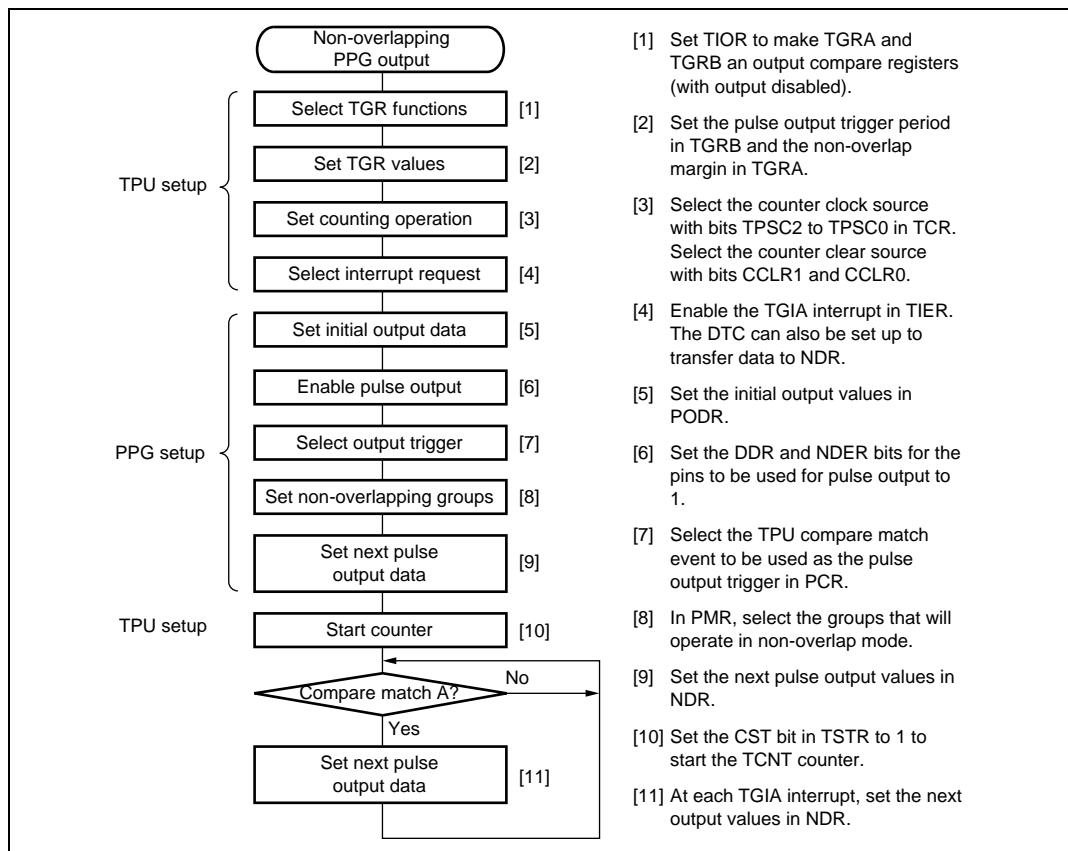 Non-overlapping
PPG output
TPU setup
Select TGR functions [1]
Set TGR values [2]
Set counting operation [3]
Select interrupt request [4]
PPG setup
Set initial output data [5]
Enable pulse output [6]
Select output trigger [7]
Set non-overlapping groups [8]
Set next pulse
output data [9]
TPU setup
Start counter [10]
Compare match A?
No
Yes
Set next pulse
output data [11]
[1] Set TIOR to make TGRA and
TGRB an output compare registers
(with output disabled).
[2] Set the pulse output trigger period
in TGRB and the non-overlap
margin in TGRA.
[3] Select the counter clock source
with bits TPSC2 to TPSC0 in TCR.
Select the counter clear source
with bits CCLR1 and CCLR0.
[4] Enable the TGIA interrupt in TIER.
The DTC can also be set up to
transfer data to NDR.
[5] Set the initial output values in
PODR.
[6] Set the DDR and NDER bits for the
pins to be used for pulse output to
1.
[7] Select the TPU compare match
event to be used as the pulse
output trigger in PCR.
[8] In PMR, select the groups that will
operate in non-overlap mode.
[9] Set the next pulse output values in
NDR.
[10] Set the CST bit in TSTR to 1 to
start the TCNT counter.
[11] At each TGIA interrupt, set the next
output values in NDR.